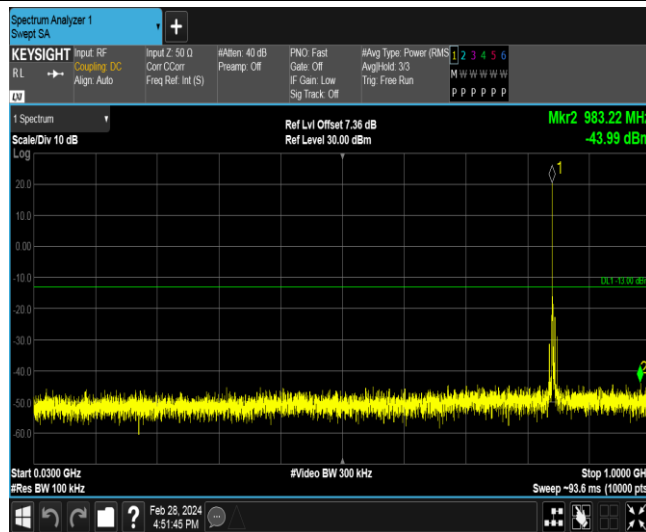 Spectrum Analyzer 1
Swept SA
KEYSIGHT
RL
Input: RF
Coupling: DC
Align: Auto
Input Z: 50 Ω
Corr CCorr
Freq Ref: Int (S)
#Atten: 40 dB
Preamp: Off
PNO: Fast
Gate: Off
IF Gain: Low
Sig Track: Off
#Avg Type: Power (RMS
Avg|Hold: 3/3
Trig: Free Run
1 2 3 4 5 6
M W W W W W
P P P P P P
1 Spectrum
Scale/Div 10 dB
Ref Lvl Offset 7.36 dB
Ref Level 30.00 dBm
Mkr2 983.22 MHz
-43.99 dBm
Log
1
20.0
10.0
0.00
-10.0
DL1 -13.00 dBm
-20.0
-30.0
-40.0
2
-50.0
-60.0
Start 0.0300 GHz
#Res BW 100 kHz
#Video BW 300 kHz
Stop 1.0000 GH
Sweep ~93.6 ms (10000 pts
?
Feb 28, 2024
4:51:45 PM